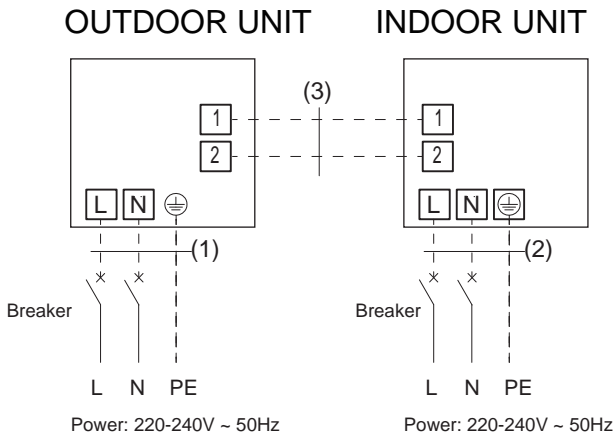 OUTDOOR UNIT INDOOR UNIT
(3)
1 1
2 2
L N L N
(1) (2)
Breaker Breaker
L N PE L N PE
Power: 220-240V ~ 50Hz Power: 220-240V ~ 50Hz